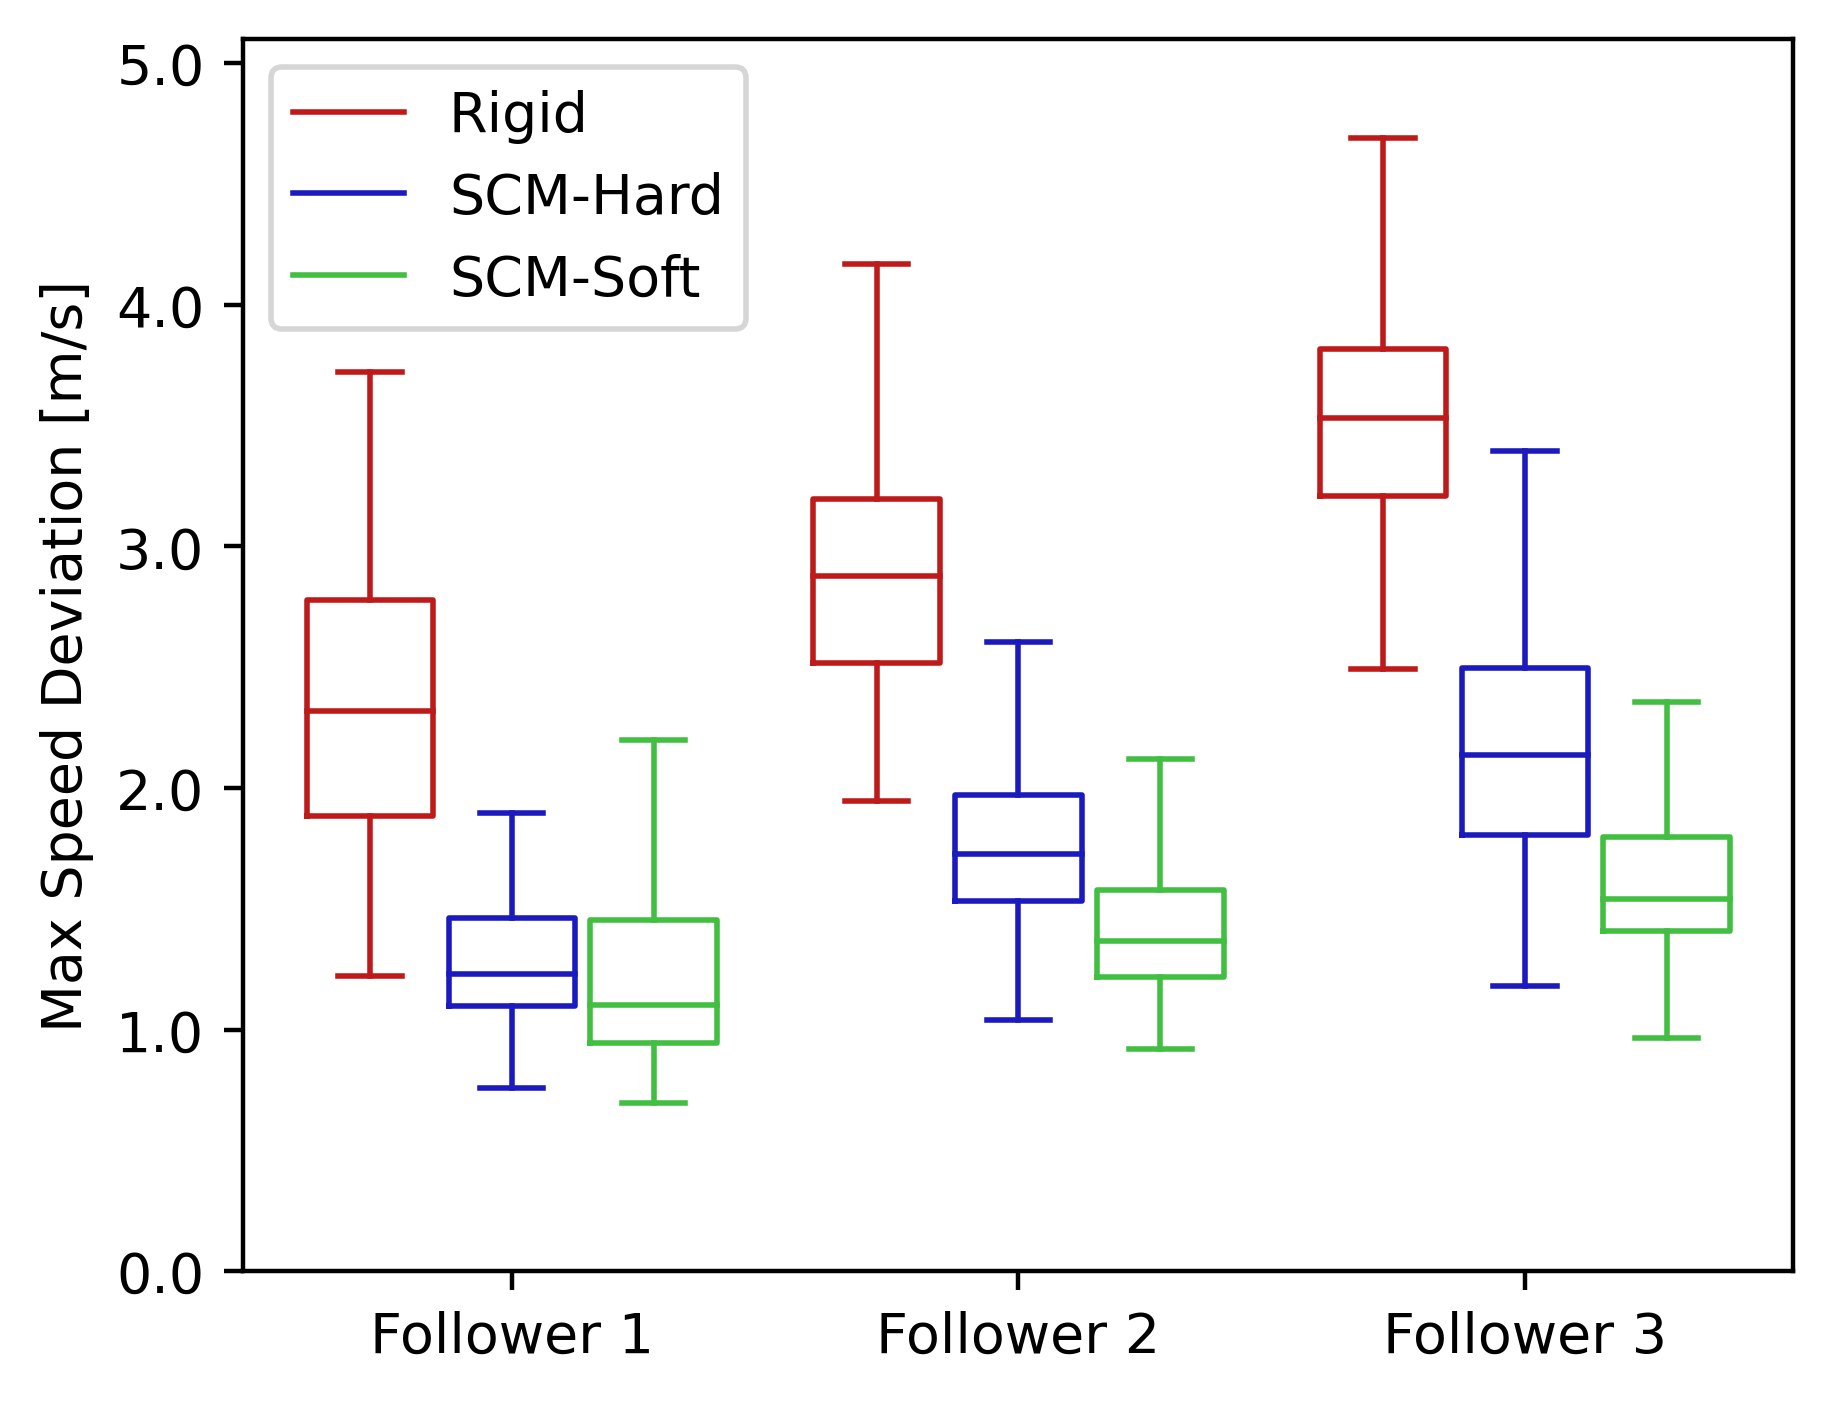 5.0
4.0
3.0
2.0
1.0
0.0
Max Speed Deviation [m/s]
Rigid
SCM-Hard
SCM-Soft
Follower 1
Follower 2
Follower 3